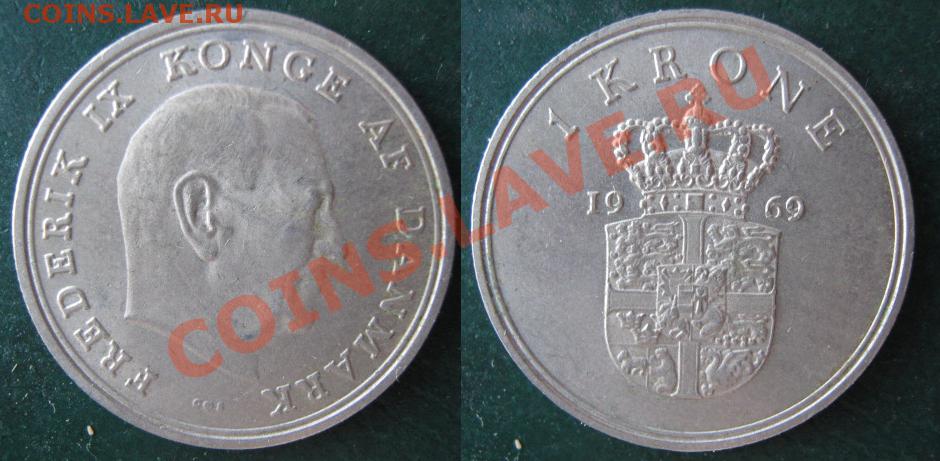 COINS.LAVE.RU
FREDERIK IX KONGE AF DANMARK
COINS.LAVE.RU
1 KRONE
19 69